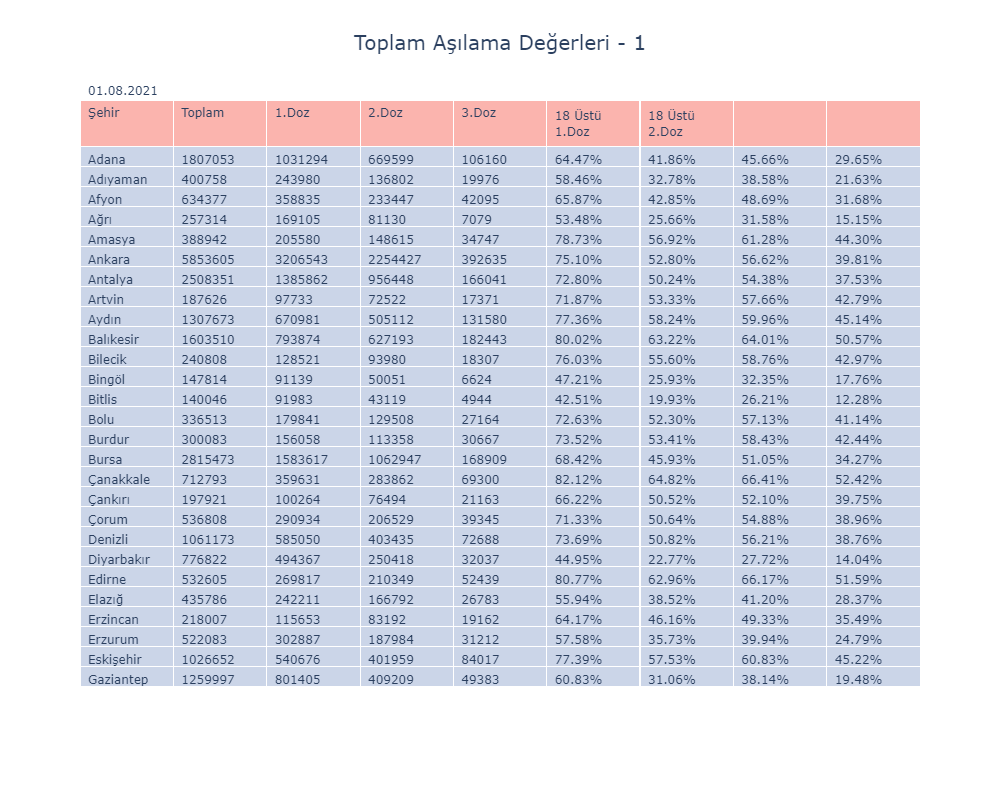 Toplam Aşılama Değerleri - 1
01.08.2021
Şehir Toplam 1.Doz 2.Doz 3.Doz 18 Üstü 1.Doz 18 Üstü 2.Doz
Adana 1807053 1031294 669599 106160 64.47% 41.86% 45.66% 29.65%
Adıyaman 400758 243980 136802 19976 58.46% 32.78% 38.58% 21.63%
Afyon 634377 358835 233447 42095 65.87% 42.85% 48.69% 31.68%
Ağrı 257314 169105 81130 7079 53.48% 25.66% 31.58% 15.15%
Amasya 388942 205580 148615 34747 78.73% 56.92% 61.28% 44.30%
Ankara 5853605 3206543 2254427 392635 75.10% 52.80% 56.62% 39.81%
Antalya 2508351 1385862 956448 166041 72.80% 50.24% 54.38% 37.53%
Artvin 187626 97733 72522 17371 71.87% 53.33% 57.66% 42.79%
Aydın 1307673 670981 505112 131580 77.36% 58.24% 59.96% 45.14%
Balıkesir 1603510 793874 627193 182443 80.02% 63.22% 64.01% 50.57%
Bilecik 240808 128521 93980 18307 76.03% 55.60% 58.76% 42.97%
Bingöl 147814 91139 50051 6624 47.21% 25.93% 32.35% 17.76%
Bitlis 140046 91983 43119 4944 42.51% 19.93% 26.21% 12.28%
Bolu 336513 179841 129508 27164 72.63% 52.30% 57.13% 41.14%
Burdur 300083 156058 113358 30667 73.52% 53.41% 58.43% 42.44%
Bursa 2815473 1583617 1062947 168909 68.42% 45.93% 51.05% 34.27%
Çanakkale 712793 359631 283862 69300 82.12% 64.82% 66.41% 52.42%
Çankırı 197921 100264 76494 21163 66.22% 50.52% 52.10% 39.75%
Çorum 536808 290934 206529 39345 71.33% 50.64% 54.88% 38.96%
Denizli 1061173 585050 403435 72688 73.69% 50.82% 56.21% 38.76%
Diyarbakır 776822 494367 250418 32037 44.95% 22.77% 27.72% 14.04%
Edirne 532605 269817 210349 52439 80.77% 62.96% 66.17% 51.59%
Elazığ 435786 242211 166792 26783 55.94% 38.52% 41.20% 28.37%
Erzincan 218007 115653 83192 19162 64.17% 46.16% 49.33% 35.49%
Erzurum 522083 302887 187984 31212 57.58% 35.73% 39.94% 24.79%
Eskişehir 1026652 540676 401959 84017 77.39% 57.53% 60.83% 45.22%
Gaziantep 1259997 801405 409209 49383 60.83% 31.06% 38.14% 19.48%